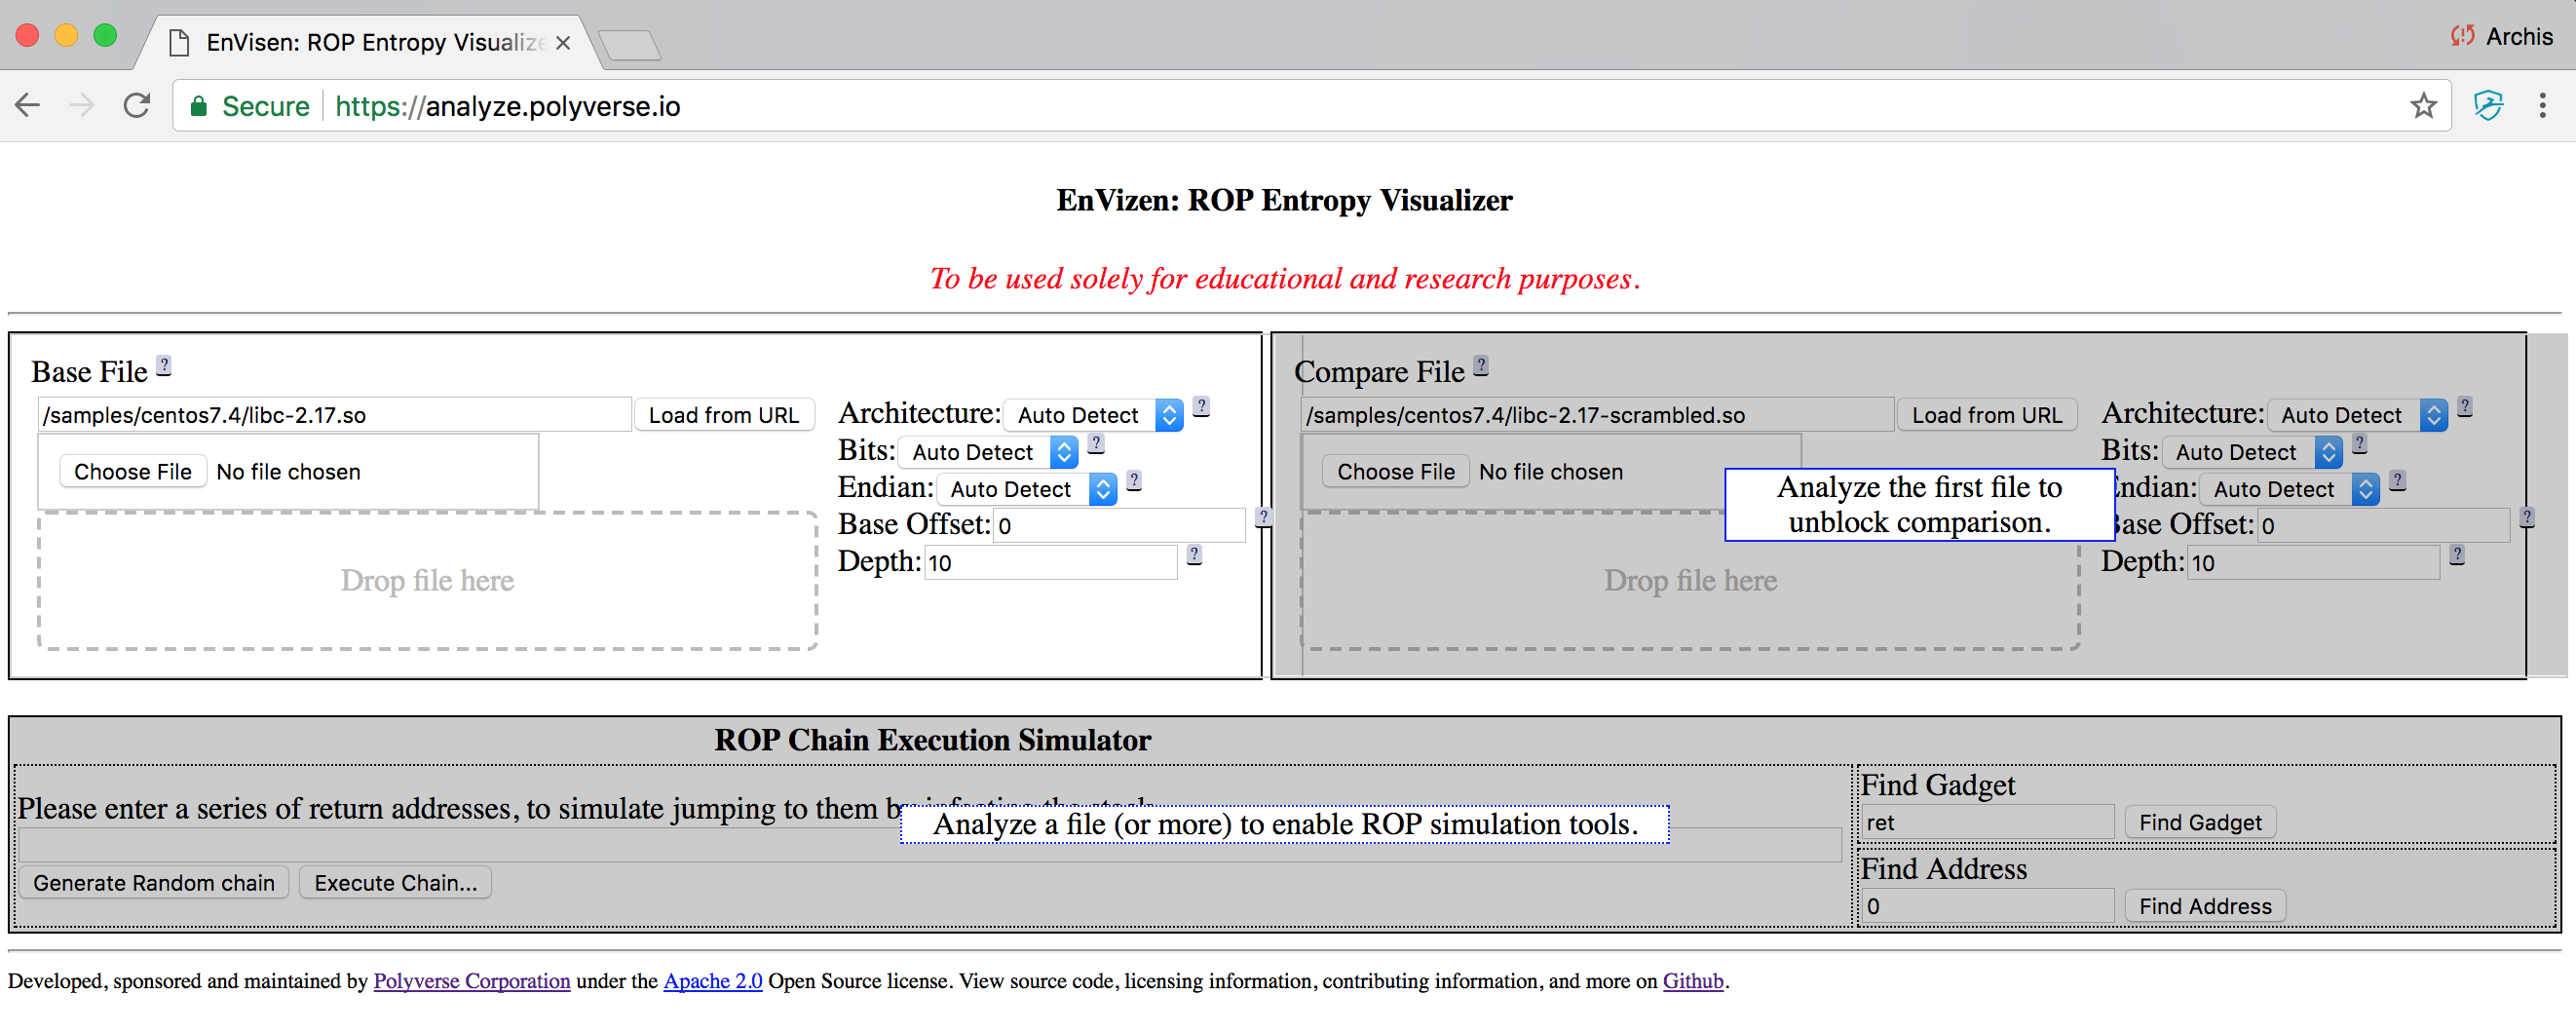 EnVisen: ROP Entropy Visualize
Archis
Secure https://analyze.polyverse.io
EnVizen: ROP Entropy Visualizer
To be used solely for educational and research purposes.
Base File ?
/samples/centos7.4/libc-2.17.so Load from URL
Choose File No file chosen
Drop file here
Architecture: Auto Detect ?
Bits: Auto Detect ?
Endian: Auto Detect ?
Base Offset: 0 ?
Depth: 10 ?
Compare File ?
/samples/centos7.4/libc-2.17-scrambled.so Load from URL
Choose File No file chosen
Drop file here
Analyze the first file to
unblock comparison.
Architecture: Auto Detect ?
Bits: Auto Detect ?
Endian: Auto Detect ?
Base Offset: 0 ?
Depth: 10 ?
ROP Chain Execution Simulator
Please enter a series of return addresses, to simulate jumping to them
Analyze a file (or more) to enable ROP simulation tools.
Generate Random chain Execute Chain...
Find Gadget
ret Find Gadget
Find Address
0 Find Address
Developed, sponsored and maintained by Polyverse Corporation under the Apache 2.0 Open Source license. View source code, licensing information, contributing information, and more on Github.